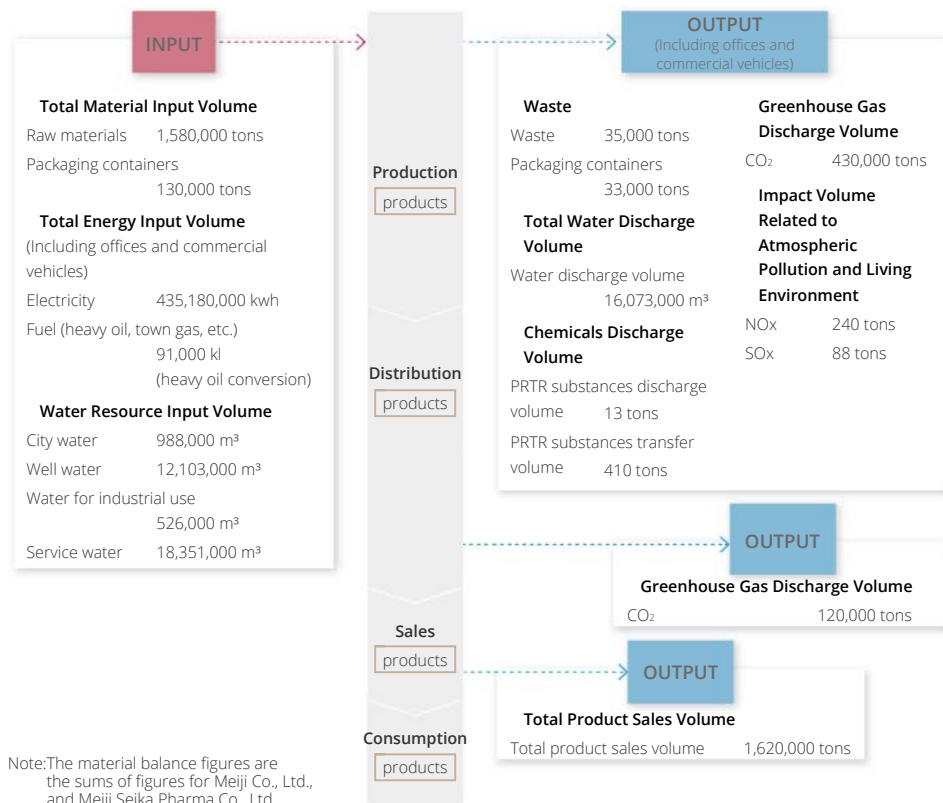 INPUT
Total Material Input Volume
Raw materials 1,580,000 tons
Packaging containers
130,000 tons
Total Energy Input Volume
(Including offices and commercial
vehicles)
Electricity 435,180,000 kwh
Fuel (heavy oil, town gas, etc.)
91,000 kl
(heavy oil conversion)
Water Resource Input Volume
City water 988,000 m³
Well water 12,103,000 m³
Water for industrial use
526,000 m³
Service water 18,351,000 m³
Production
products
Distribution
products
Sales
products
Consumption
products
OUTPUT
(Including offices and
commercial vehicles)
Waste
Waste 35,000 tons
Packaging containers
33,000 tons
Total Water Discharge
Volume
Water discharge volume
16,073,000 m³
Chemicals Discharge
Volume
PRTR substances discharge
volume 13 tons
PRTR substances transfer
volume 410 tons
Greenhouse Gas
Discharge Volume
CO₂ 430,000 tons
Impact Volume
Related to
Atmospheric
Pollution and Living
Environment
NOx 240 tons
SOx 88 tons
OUTPUT
Greenhouse Gas Discharge Volume
CO₂ 120,000 tons
OUTPUT
Total Product Sales Volume
Total product sales volume 1,620,000 tons
Note:The material balance figures are
the sums of figures for Meiji Co., Ltd.,
and Meiji Seika Pharma Co., Ltd.